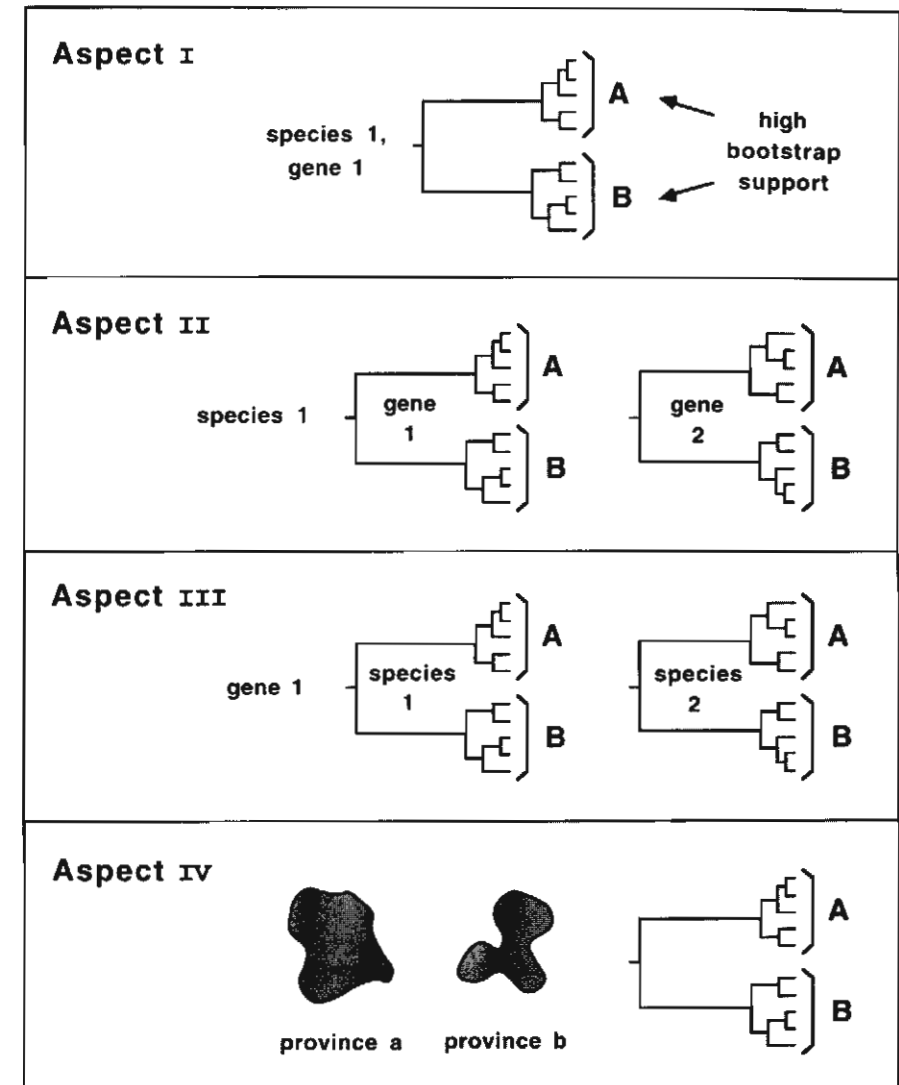 Aspect I
species 1,
gene 1
A
B
high
bootstrap
support
Aspect II
species 1
gene
1
A
B
gene
2
A
B
Aspect III
gene 1
species
1
A
B
species
2
A
B
Aspect IV
province a
province b
A
B